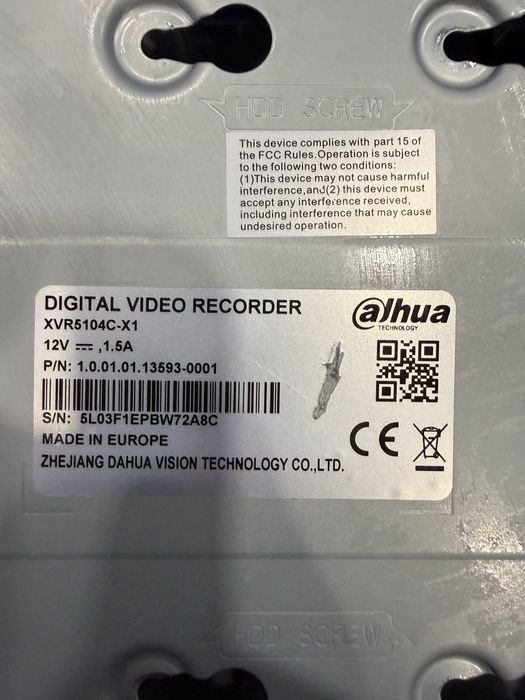 HDD SCREW
This device complies with part 15 of
the FCC Rules.Operation is subject
to the following two conditions:
(1)This device may not cause harmful
interference,and(2) this device must
accept any interference received,
including interference that may cause
undesired operation.
DIGITAL VIDEO RECORDER
alhua
TECHNOLOGY
XVR5104C-X1
12V ⎓ ,1.5A
P/N: 1.0.01.01.13593-0001
S/N: 5L03F1EPBW72A8C
MADE IN EUROPE
CE
ZHEJIANG DAHUA VISION TECHNOLOGY CO.,LTD.
HDD SCREW